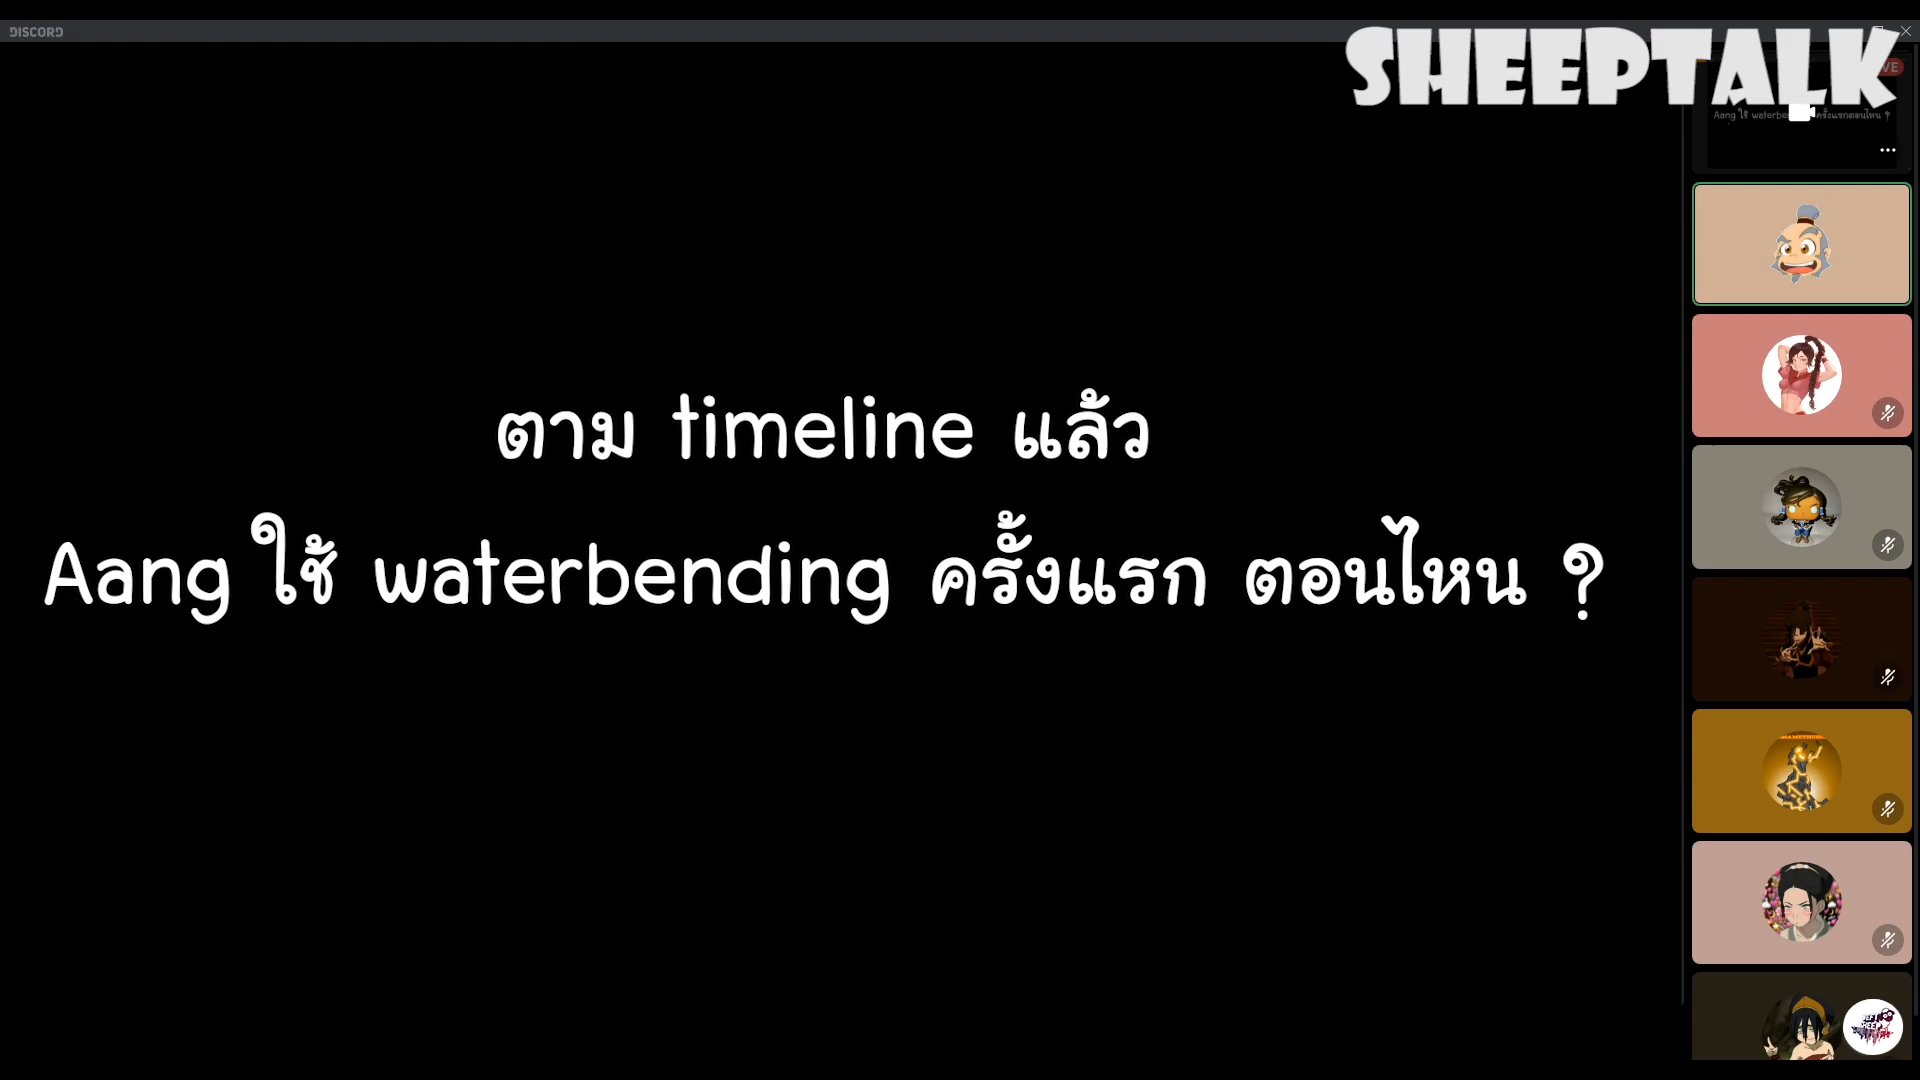 DISCORD
SHEEPTALK
VE
ตาม timeline แล้ว
Aang ใช้ waterbending ครั้งแรก ตอนไหน ?